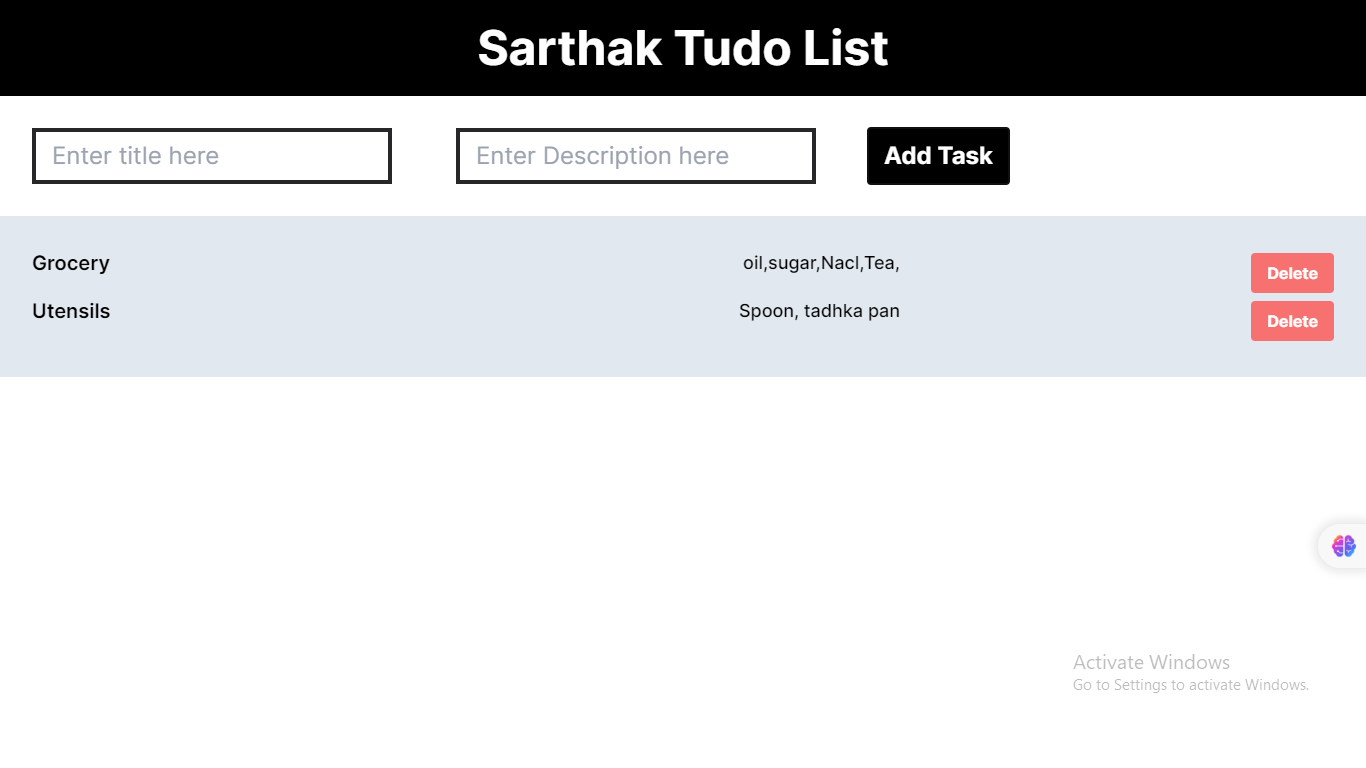 Sarthak Tudo List
Enter title here
Enter Description here
Add Task
Grocery
oil,sugar,Nacl,Tea,
Delete
Utensils
Spoon, tadhka pan
Delete
Activate Windows
Go to Settings to activate Windows.